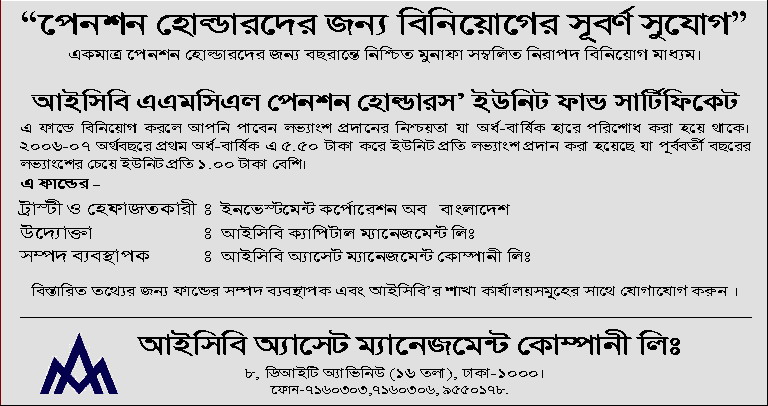 “পেনশন হোল্ডারদের জন্য বিনিয়োগের সূবর্ণ সুযোগ”
একমাত্র পেনশন হোল্ডারদের জন্য বছরান্তে নিশ্চিত মুনাফা সম্বলিত নিরাপদ বিনিয়োগ মাধ্যম।
আইসিবি এএমসিএল পেনশন হোল্ডারস’ ইউনিট ফান্ড সার্টিফিকেট
এ ফান্ডে বিনিয়োগ করলে আপনি পাবেন লভ্যাংশ প্রদানের নিশ্চয়তা যা অর্ধ-বার্ষিক হারে পরিশোধ করা হয়ে থাকে।
২০০৬-০৭ অর্থবছরে প্রথম অর্ধ-বার্ষিক এ ৫.৫০ টাকা করে ইউনিট প্রতি লভ্যাংশ প্রদান করা হয়েছে যা পূর্ববর্তী বছরের
লভ্যাংশের চেয়ে ইউনিট প্রতি ১.০০ টাকা বেশি।
এ ফান্ডের –
ট্রাস্টী ও হেফাজতকারী ঃ ইনভেস্টমেন্ট কর্পোরেশন অব বাংলাদেশ
উদ্যোক্তা ঃ আইসিবি ক্যাপিটাল ম্যানেজমেন্ট লিঃ
সম্পদ ব্যবস্থাপক ঃ আইসিবি অ্যাসেট ম্যানেজমেন্ট কোম্পানী লিঃ
বিস্তারিত তথ্যের জন্য ফান্ডের সম্পদ ব্যবস্থাপক এবং আইসিবি’র শাখা কার্যালয়সমূহের সাথে যোগাযোগ করুন ।
আইসিবি অ্যাসেট ম্যানেজমেন্ট কোম্পানী লিঃ
৮, ডিআইটি অ্যাভিনিউ (১৬ তলা), ঢাকা-১০০০।
ফোন-৭১৬০৩০৩,৭১৬০৩০৬, ৯৫৫০১৭৮.